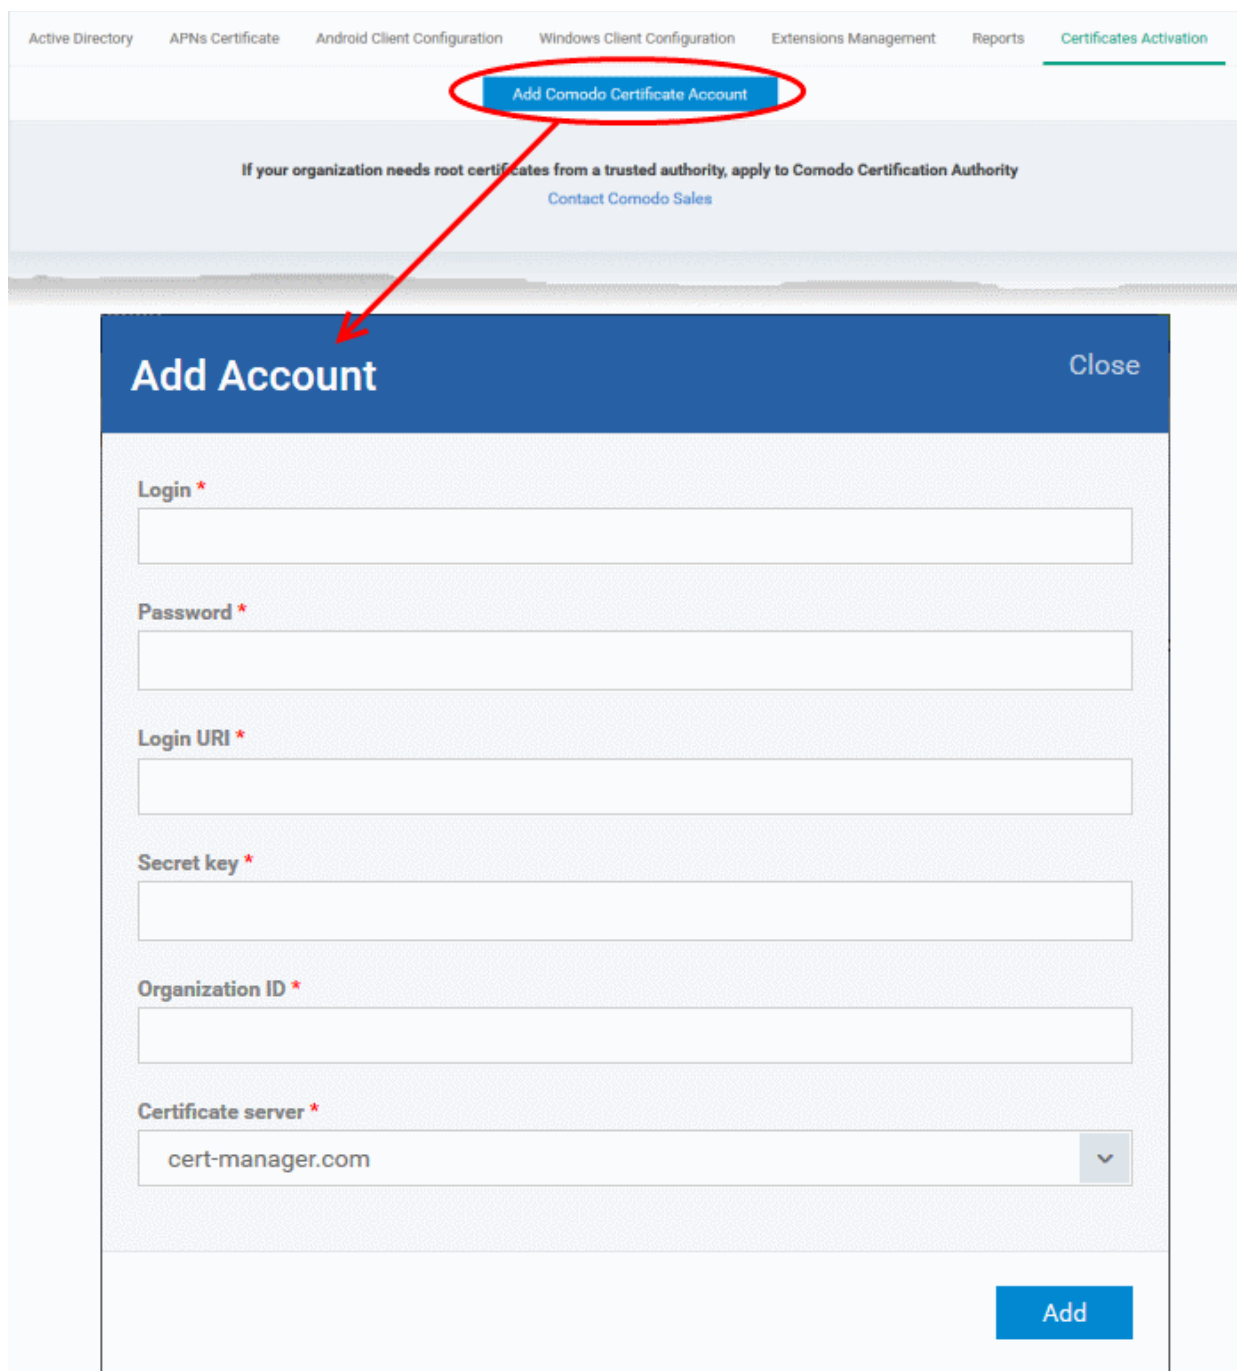 Active Directory APNs Certificate Android Client Configuration Windows Client Configuration Extensions Management Reports Certificates Activation
Add Comodo Certificate Account
If your organization needs root certificates from a trusted authority, apply to Comodo Certification Authority
Contact Comodo Sales
Add Account Close
Login *
Password *
Login URI *
Secret key *
Organization ID *
Certificate server *
cert-manager.com
Add